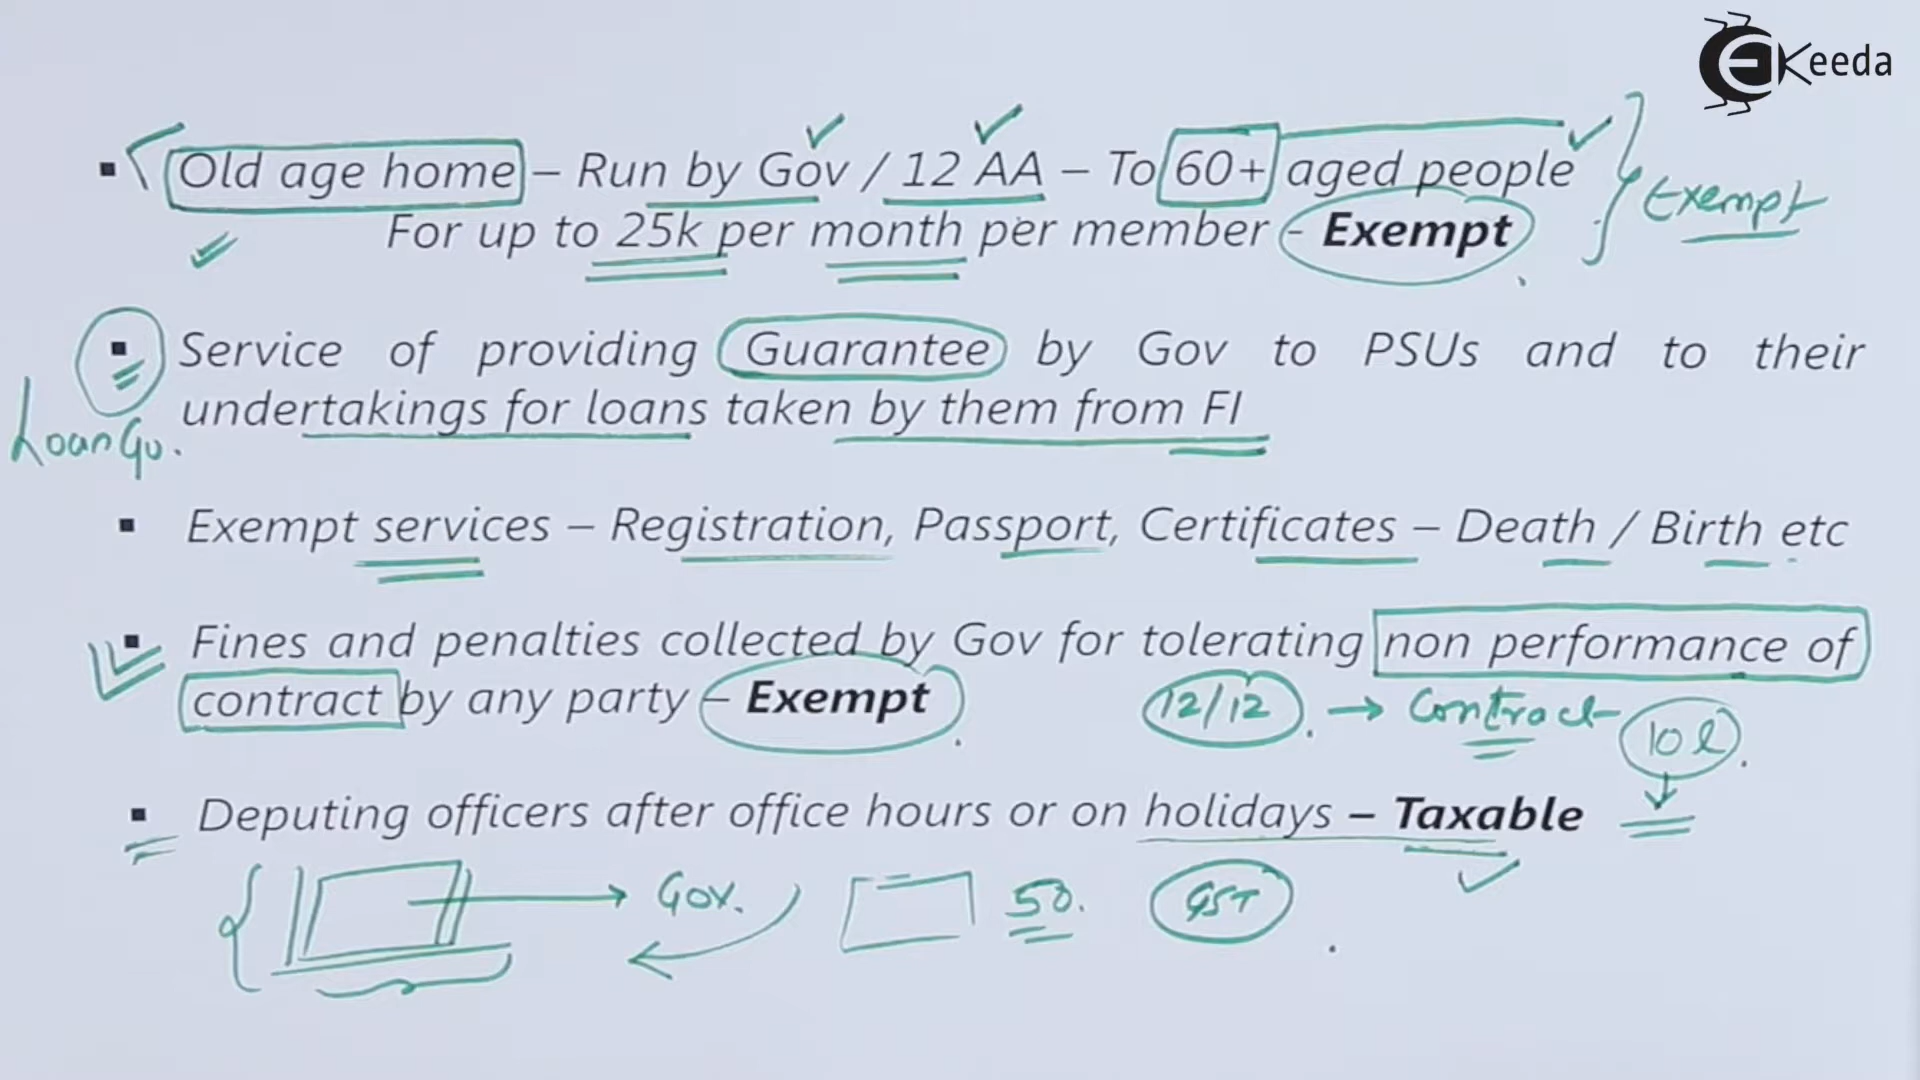 EKeeda
▪ Old age home – Run by Gov / 12 AA – To 60+ aged people
For up to 25k per month per member - Exempt
Exempt
▪ Service of providing Guarantee by Gov to PSUs and to their
undertakings for loans taken by them from FI
Loan Gu.
▪ Exempt services – Registration, Passport, Certificates – Death / Birth etc
▪ Fines and penalties collected by Gov for tolerating non performance of
contract by any party – Exempt
12/12 → Contract
10 l
▪ Deputing officers after office hours or on holidays – Taxable
Gov. 50. GST